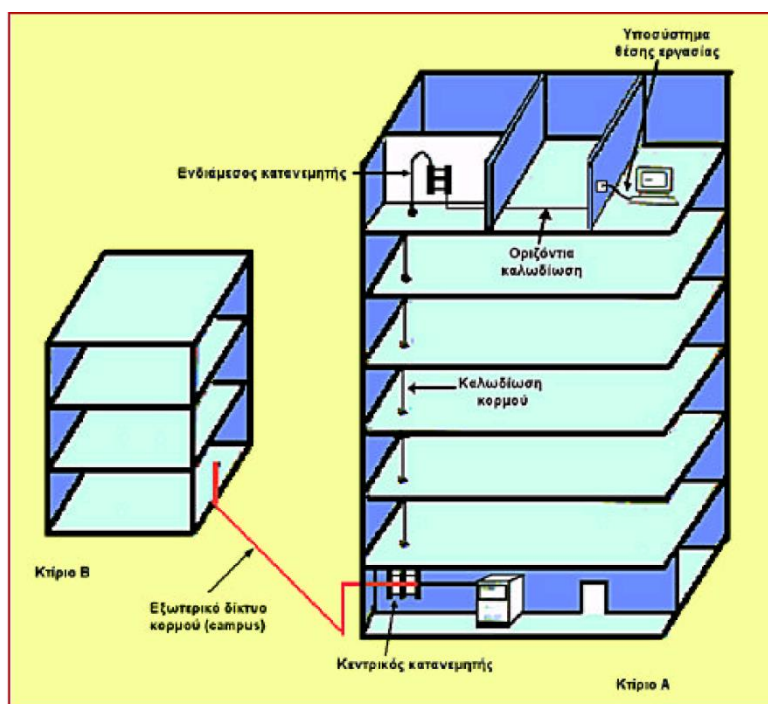 Υποσύστημα
θέσης εργασίας
Ενδιάμεσος κατανεμητής
Οριζόντια
καλωδίωση
Καλωδίωση
κορμού
Κτίριο Β
Εξωτερικό δίκτυο
κορμού (campus)
Κεντρικός κατανεμητής
Κτίριο Α